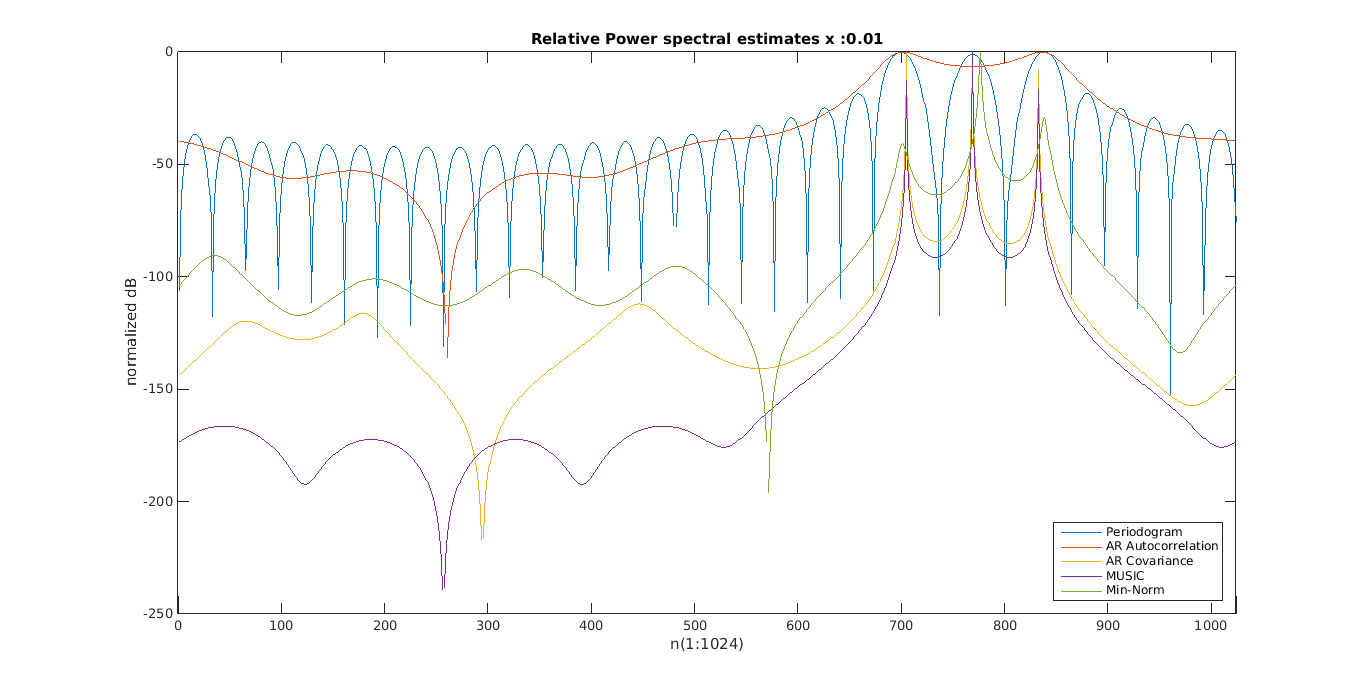 Relative Power spectral estimates x :0.01
normalized dB
0
-50
-100
-150
-200
-250
0 100 200 300 400 500 600 700 800 900 1000
n(1:1024)
Periodogram
AR Autocorrelation
AR Covariance
MUSIC
Min-Norm